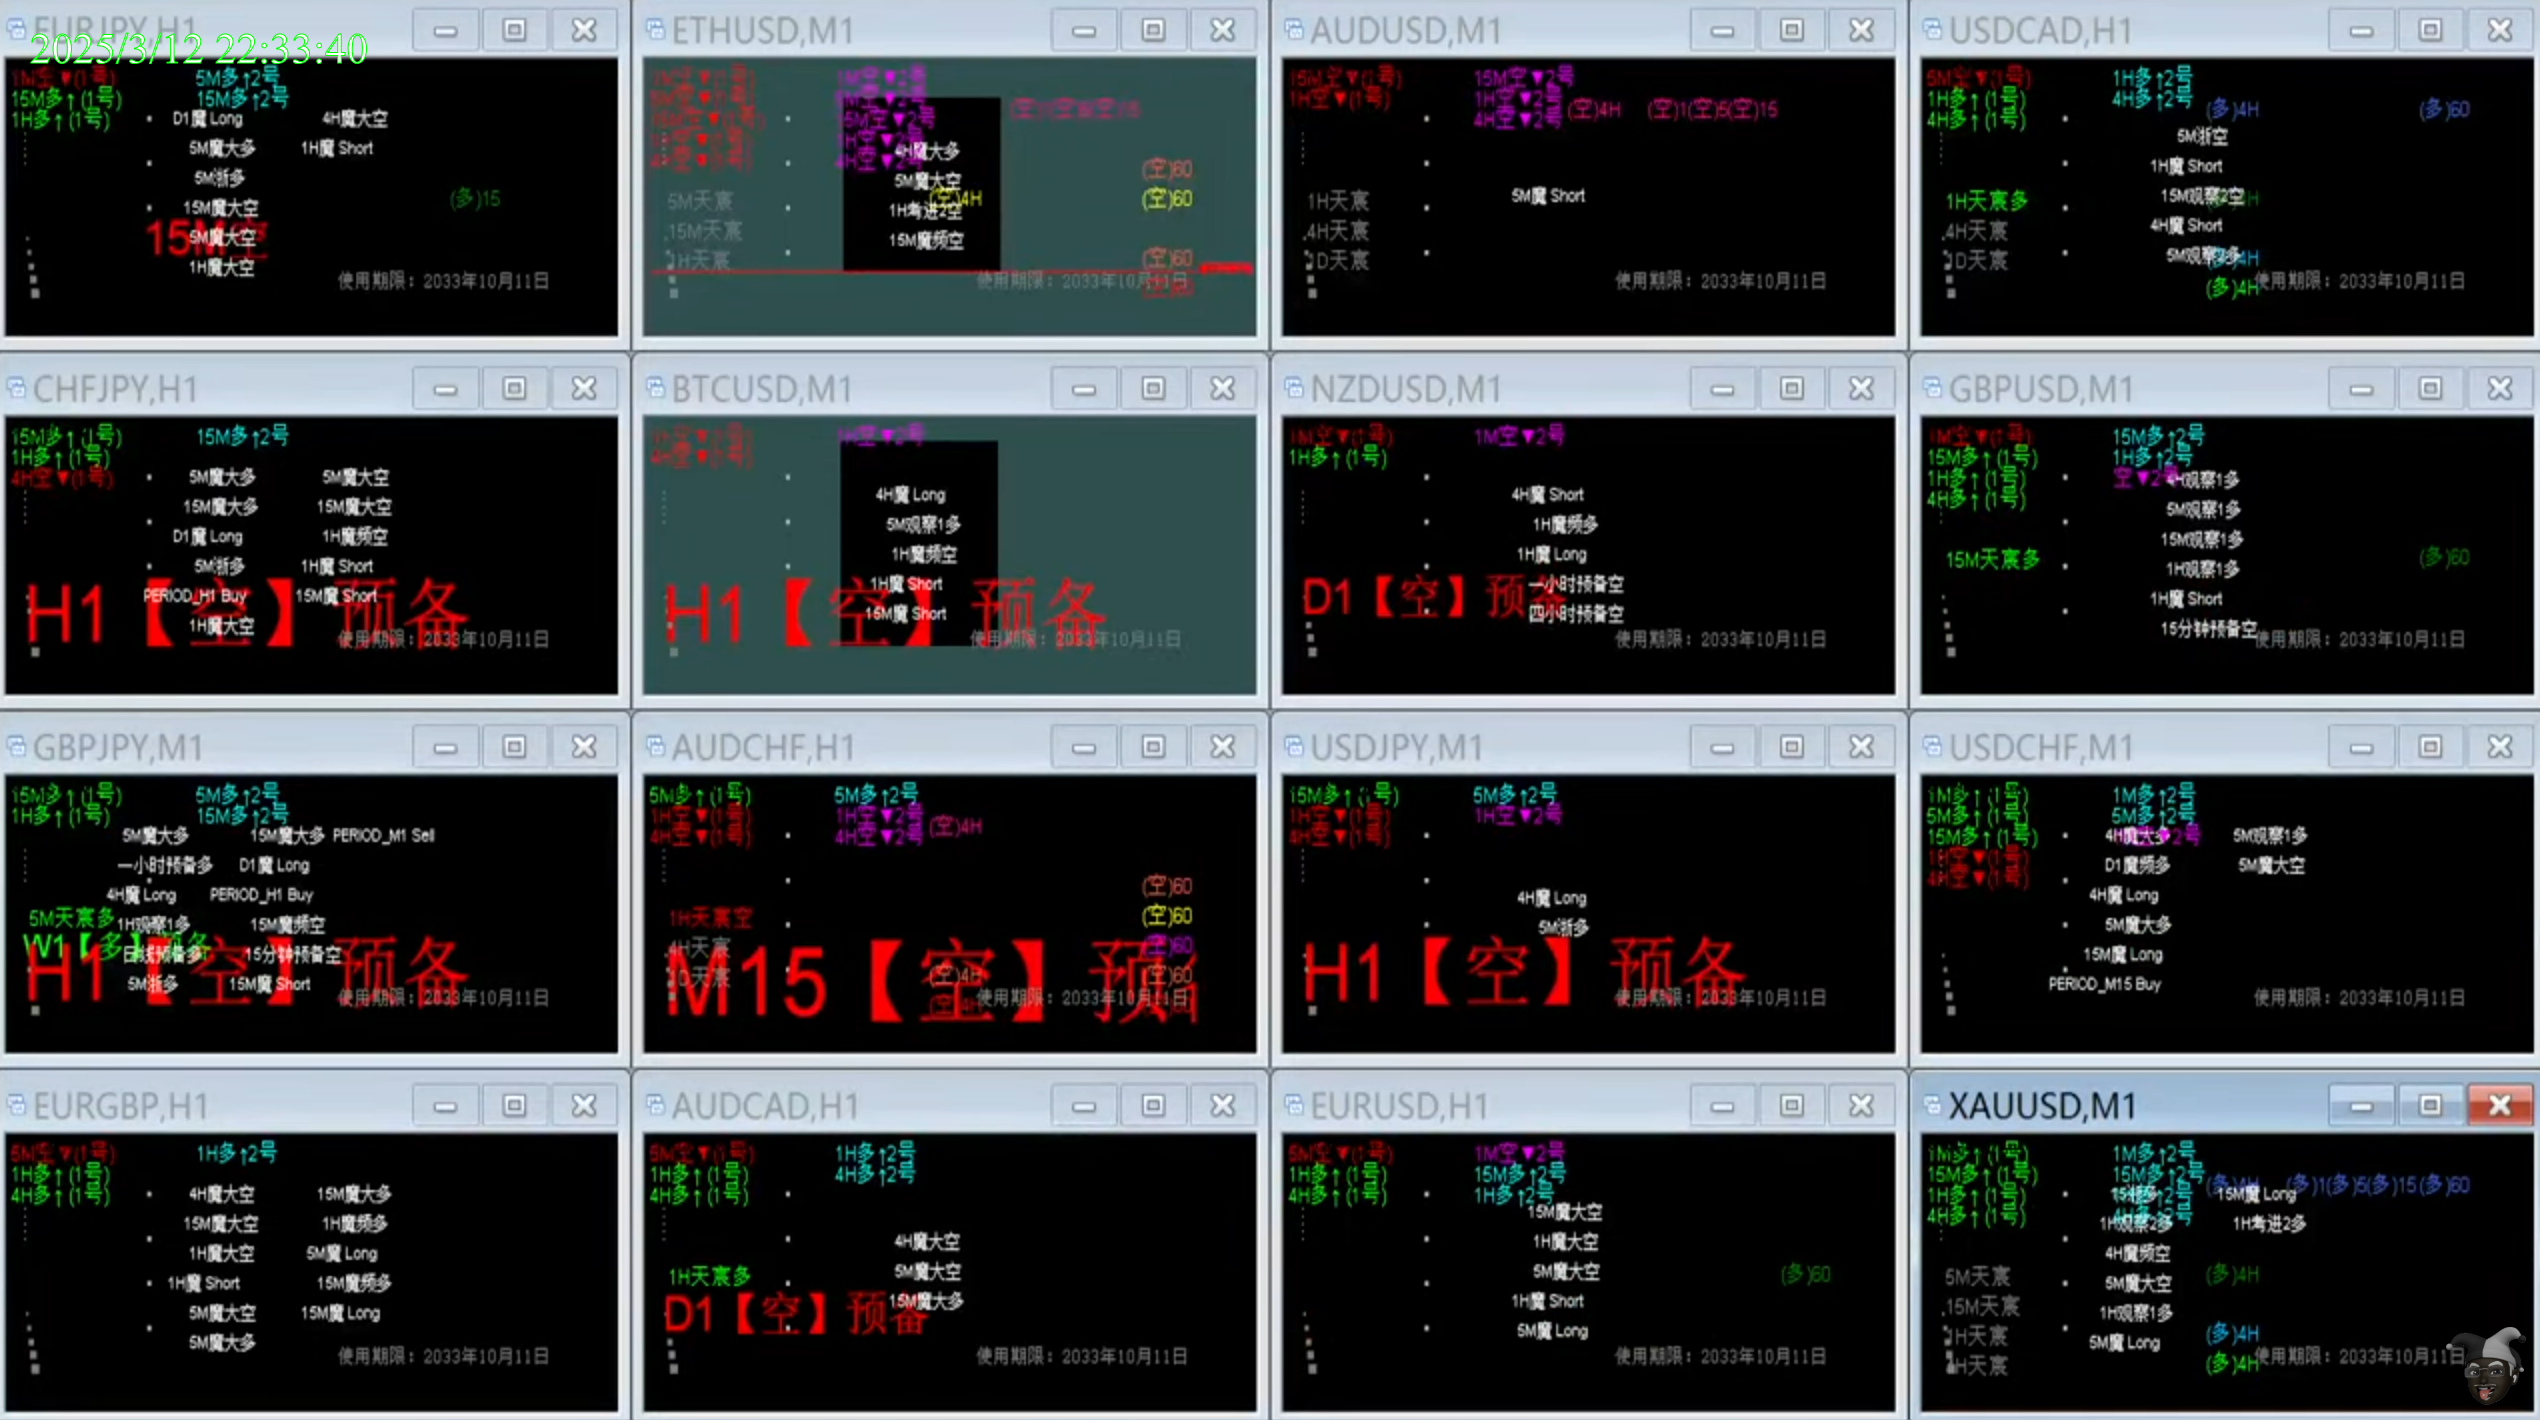 EURJPY,H1
2025/3/12 22:33:40
1M空▼(1号)
5M多↑2号
15M多↑(1号)
15M多↑2号
1H多↑(1号)
D1魔 Long
4H魔大空
5M魔大多
1H魔 Short
5M浙多
15M魔大空
(多)15
15M空
5M魔大空
1H魔大空
使用期限：2033年10月11日
ETHUSD,M1
5M空▼2号
4H空▼2号
(空)1(空)5(空)15
4H魔大多
(空)60
5M魔大空
5M天宸
(空)4H
(空)60
1H考进2空
15M天宸
15M魔频空
1H天宸
(空)60
使用期限：2033年10月11日
AUDUSD,M1
15M空▼(1号)
15M空▼2号
1H空▼(1号)
1H空▼2号
4H空▼2号
(空)4H
(空)1(空)5(空)15
5M魔 Short
1H天宸
4H天宸
1D天宸
使用期限：2033年10月11日
USDCAD,H1
5M空▼(1号)
1H多↑2号
1H多↑(1号)
4H多↑2号
4H多↑(1号)
(多)4H
(多)60
5M浙空
1H魔 Short
15M观察2空
1H天宸多
4H魔 Short
4H天宸
5M观察2多
1D天宸
(多)4H
(多)4H
使用期限：2033年10月11日
CHFJPY,H1
15M多↑(1号)
15M多↑2号
1H多↑(1号)
4H空▼(1号)
5M魔大多
5M魔大空
15M魔大多
15M魔大空
D1魔 Long
1H魔频空
5M浙多
1H魔 Short
PERIOD_H1 Buy
15M魔 Short
H1【空】预备
1H魔大空
使用期限：2033年10月11日
BTCUSD,M1
1H空▼(1号)
1H空▼2号
4H空▼(1号)
4H魔 Long
5M观察1多
1H魔频空
1H魔 Short
15M魔 Short
H1【空】预备
使用期限：2033年10月11日
NZDUSD,M1
1M空▼(1号)
1M空▼2号
1H多↑(1号)
4H魔 Short
1H魔频多
1H魔 Long
一小时预备空
D1【空】预备
四小时预备空
使用期限：2033年10月11日
GBPUSD,M1
1M空▼(1号)
15M多↑2号
15M多↑(1号)
1H多↑2号
1H多↑(1号)
空▼2号
4H观察1多
4H多↑(1号)
5M观察1多
15M观察1多
15M天宸多
(多)60
1H观察1多
1H魔 Short
15分钟预备空
使用期限：2033年10月11日
GBPJPY,M1
15M多↑(1号)
5M多↑2号
1H多↑(1号)
15M多↑2号
5M魔大多
15M魔大多
PERIOD_M1 Sell
一小时预备多
D1魔 Long
4H魔 Long
PERIOD_H1 Buy
5M天宸多
1H观察1多
15M魔频空
W1【多】预备
日线预备多
15分钟预备空
H1【空】预备
5M浙多
15M魔 Short
使用期限：2033年10月11日
AUDCHF,H1
5M多↑(1号)
5M多↑2号
1H空▼(1号)
1H空▼2号
4H空▼(1号)
4H空▼2号
(空)4H
(空)60
1H天宸空
(空)60
4H天宸
(空)60
1D天宸
(空)4H
(空)60
M15【空】预
(空)4H
使用期限：2033年10月11日
USDJPY,M1
15M多↑(1号)
5M多↑2号
1H空▼(1号)
1H空▼2号
4H空▼(1号)
4H魔 Long
5M浙多
H1【空】预备
使用期限：2033年10月11日
USDCHF,M1
1M多↑(1号)
1M多↑2号
5M多↑(1号)
5M多↑2号
15M多↑(1号)
4H魔大多
5M观察1多
1H空▼(1号)
D1魔频多
5M魔大空
4H空▼(1号)
4H魔 Long
5M魔大多
15M魔 Long
PERIOD_M15 Buy
使用期限：2033年10月11日
EURGBP,H1
5M空▼(1号)
1H多↑2号
1H多↑(1号)
4H多↑(1号)
4H魔大空
15M魔大多
15M魔大空
1H魔频多
1H魔大空
5M魔 Long
1H魔 Short
15M魔频多
5M魔大空
15M魔 Long
5M魔大多
使用期限：2033年10月11日
AUDCAD,H1
5M空▼(1号)
1H多↑2号
1H多↑(1号)
4H多↑2号
4H多↑(1号)
4H魔大空
1H天宸多
5M魔大空
15M魔大多
D1【空】预备
使用期限：2033年10月11日
EURUSD,H1
5M空▼(1号)
1M空▼2号
1H多↑(1号)
15M多↑2号
4H多↑(1号)
1H多↑2号
15M魔大空
1H魔大空
5M魔大空
(多)60
1H魔 Short
5M魔 Long
使用期限：2033年10月11日
XAUUSD,M1
1M多↑(1号)
1M多↑2号
15M多↑(1号)
15M多↑2号
(多)4H
(多)1(多)5(多)15(多)60
1H多↑(1号)
15M魔 Long
4H多↑(1号)
1H观察2多
1H考进2多
4H魔频空
5M天宸
5M魔大空
(多)4H
15M天宸
1H观察1多
1H天宸
5M魔 Long
(多)4H
4H天宸
(多)4H
使用期限：2033年10月11日